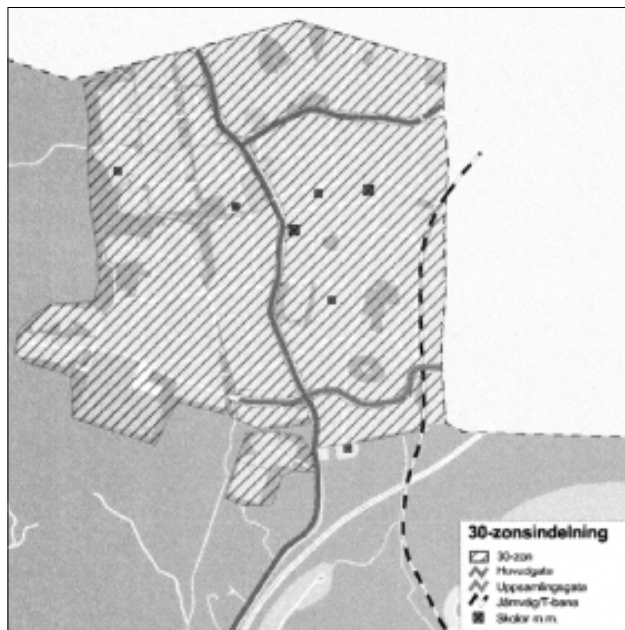 30-zonsindelning
30-zon
Huvudgata
Uppsamlingsgata
Järnväg/T-bana
Skolor m.m.